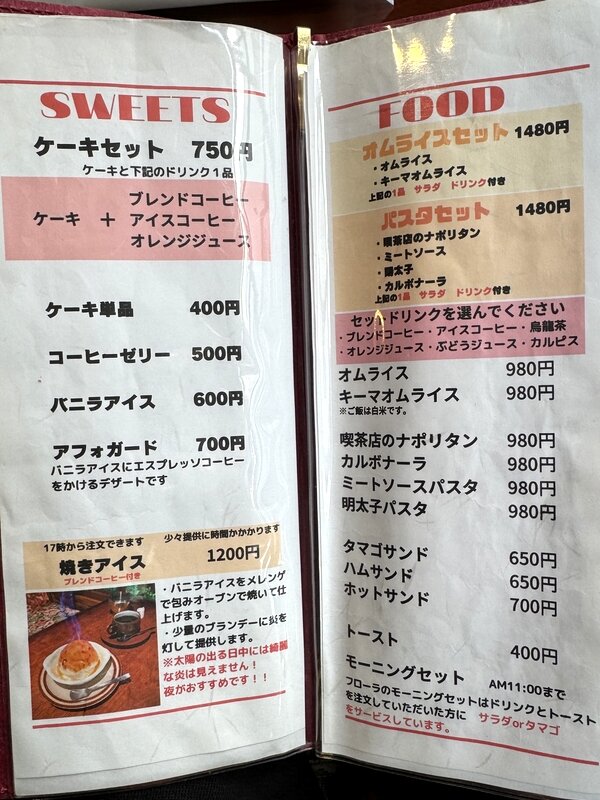 SWEETS
ケーキセット 750円
ケーキと下記のドリンク１品
ブレンドコーヒー
ケーキ ＋ アイスコーヒー
オレンジジュース
ケーキ単品 400円
コーヒーゼリー 500円
バニラアイス 600円
アフォガード 700円
バニラアイスにエスプレッソコーヒー
をかけるデザートです
17時から注文できます 少々提供に時間かかります
焼きアイス 1200円
ブレンドコーヒー付き
・バニラアイスをメレンゲ
で包みオーブンで焼いて仕
上げます。
・少量のブランデーに炎を
灯して提供します。
※太陽の出る日中には綺麗
な炎は見えません！
夜がおすすめです！！
FOOD
オムライスセット 1480円
・オムライス
・キーマオムライス
上記の1品 サラダ ドリンク付き
パスタセット 1480円
・喫茶店のナポリタン
・ミートソース
・明太子
・カルボナーラ
上記の1品 サラダ ドリンク付き
セットドリンクを選んでください
・ブレンドコーヒー・アイスコーヒー・烏龍茶
・オレンジジュース・ぶどうジュース・カルピス
オムライス 980円
キーマオムライス 980円
※ご飯は白米です。
喫茶店のナポリタン 980円
カルボナーラ 980円
ミートソースパスタ 980円
明太子パスタ 980円
タマゴサンド 650円
ハムサンド 650円
ホットサンド 700円
トースト 400円
モーニングセット AM11:00まで
フローラのモーニングセットはドリンクとトースト
を注文していただいた方に サラダorタマゴ
をサービスしています。